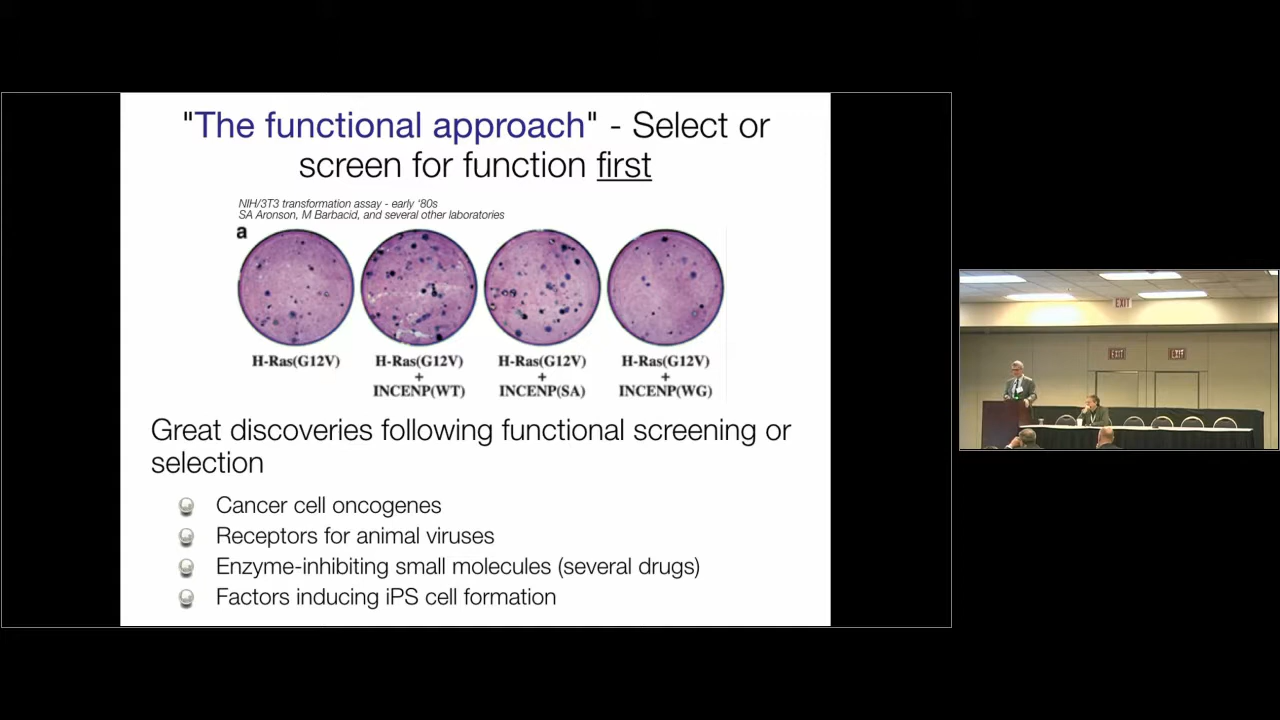 "The functional approach" - Select or
screen for function first
NIH/3T3 transformation assay - early '80s
SA Aronson, M Barbacid, and several other laboratories
a
H-Ras(G12V)
H-Ras(G12V)
+
INCENP(WT)
H-Ras(G12V)
+
INCENP(SA)
H-Ras(G12V)
+
INCENP(WG)
Great discoveries following functional screening or
selection
Cancer cell oncogenes
Receptors for animal viruses
Enzyme-inhibiting small molecules (several drugs)
Factors inducing iPS cell formation
EXIT
EXIT
EXIT